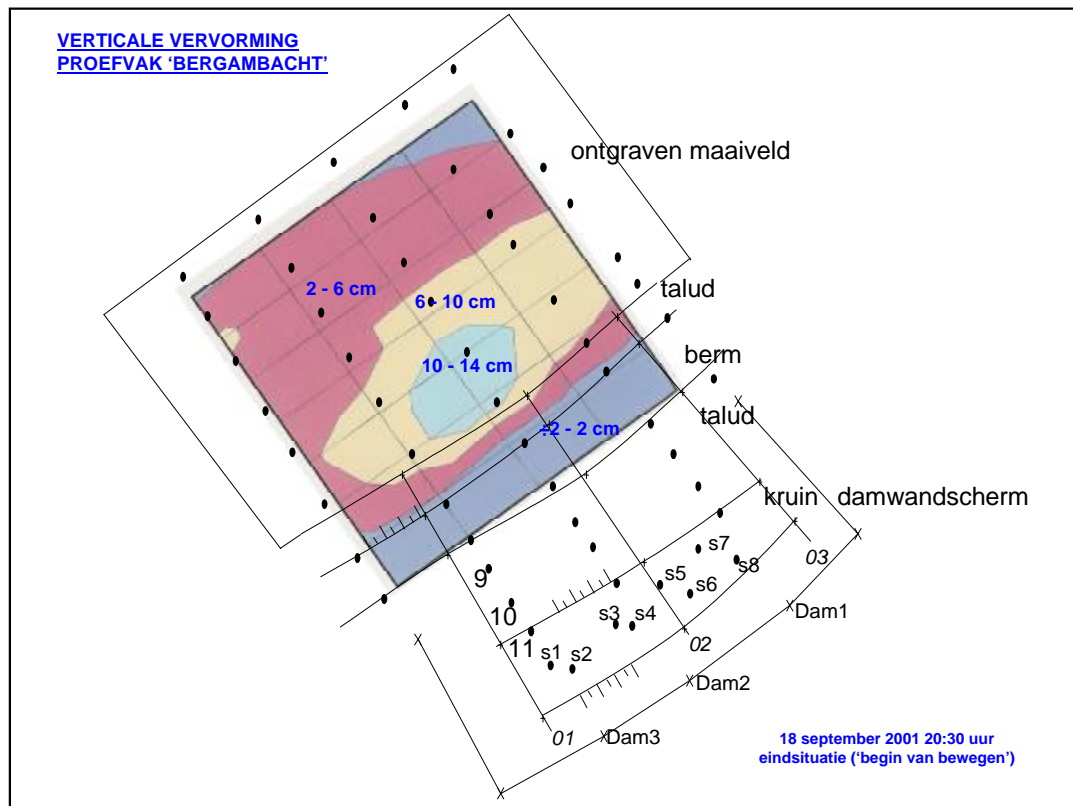 VERTICALE VERVORMING
PROEFVAK ‘BERGAMBACHT’
ontgraven maaiveld
talud
2 - 6 cm
6 - 10 cm
berm
10 - 14 cm
talud
÷2 - 2 cm
kruin damwandscherm
s7
s8
03
9
s5
s6
10
s3 s4
Dam1
11
s1 s2
02
Dam2
01
Dam3
18 september 2001 20:30 uur
eindsituatie (‘begin van bewegen’)